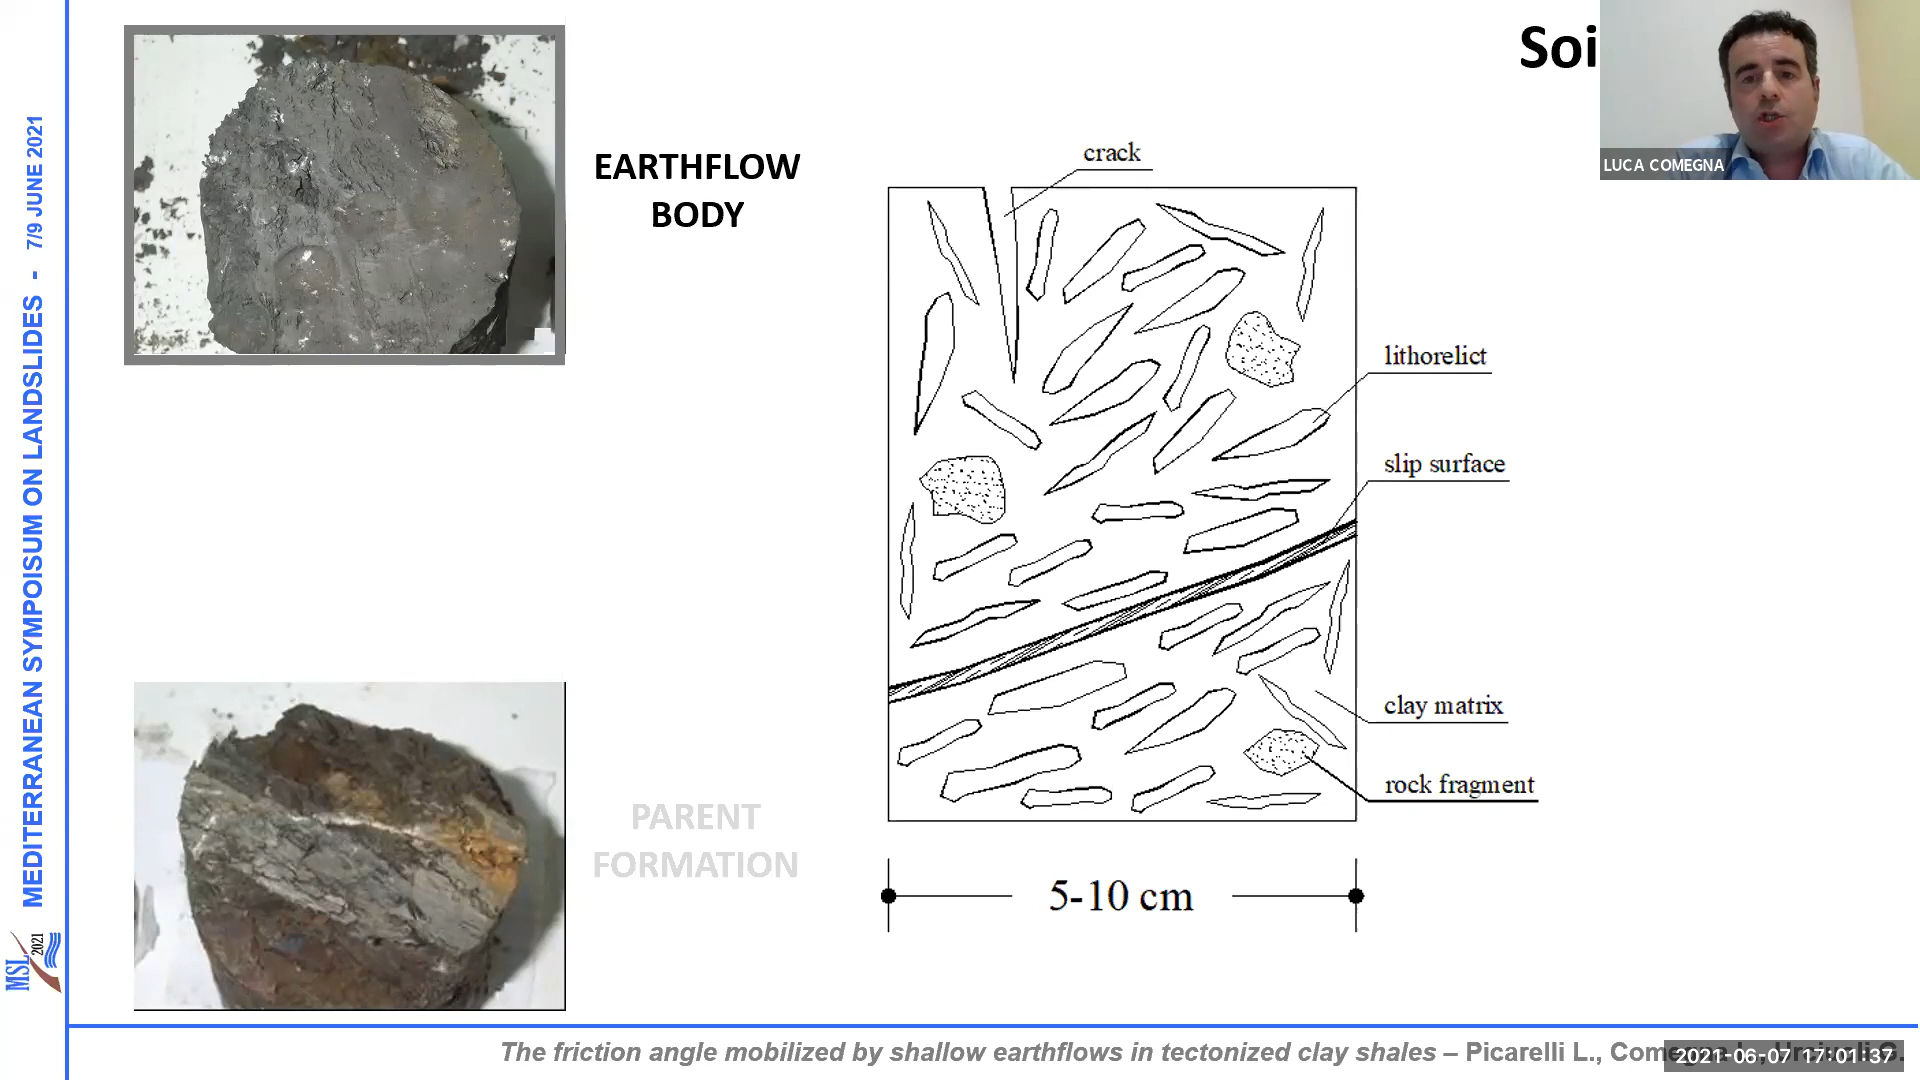 Soi
LUCA COMEGNA
EARTHFLOW
BODY
crack
lithorelict
slip surface
clay matrix
rock fragment
PARENT
FORMATION
5-10 cm
MEDITERRANEAN SYMPOISUM ON LANDSLIDES - 7/9 JUNE 2021
MSL 2021
The friction angle mobilized by shallow earthflows in tectonized clay shales – Picarelli L., Comegna
2021-06-07 17:01:37